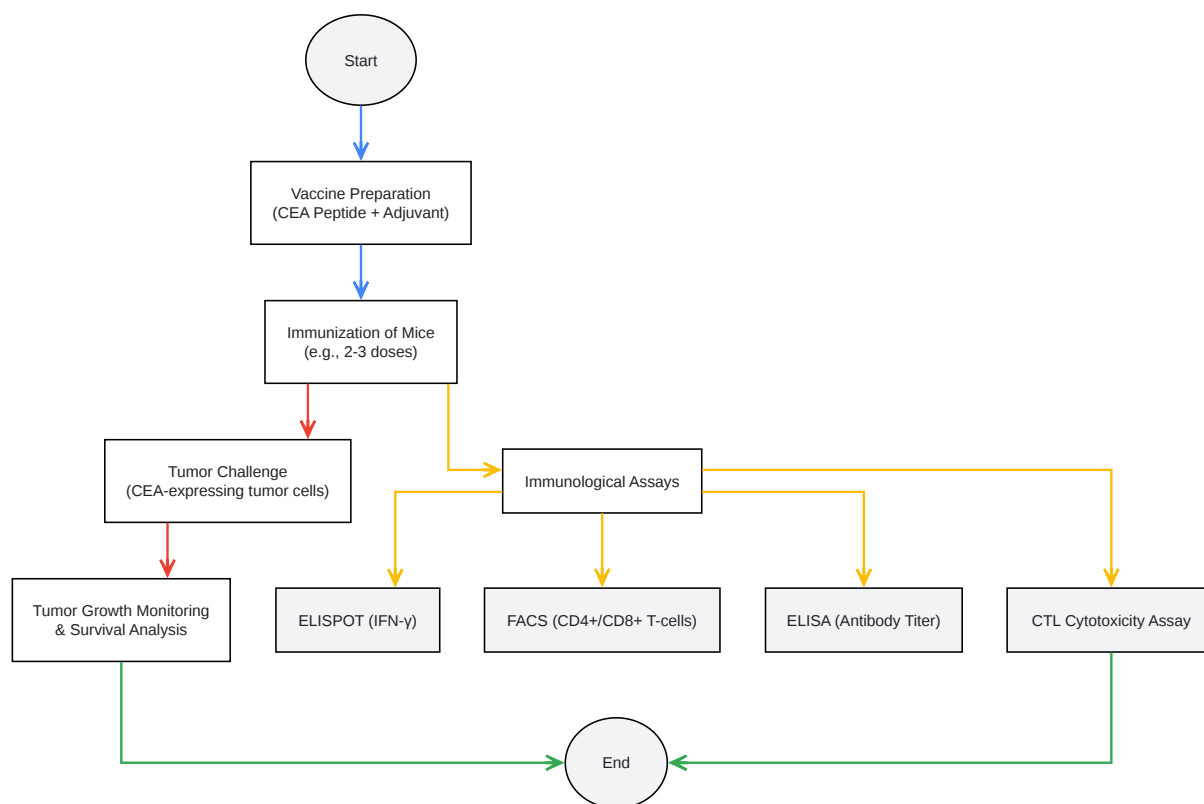 Start
Vaccine Preparation
(CEA Peptide + Adjuvant)
Immunization of Mice
(e.g., 2-3 doses)
Tumor Challenge
(CEA-expressing tumor cells)
Immunological Assays
Tumor Growth Monitoring
& Survival Analysis
ELISPOT (IFN-γ)
FACS (CD4+/CD8+ T-cells)
ELISA (Antibody Titer)
CTL Cytotoxicity Assay
End